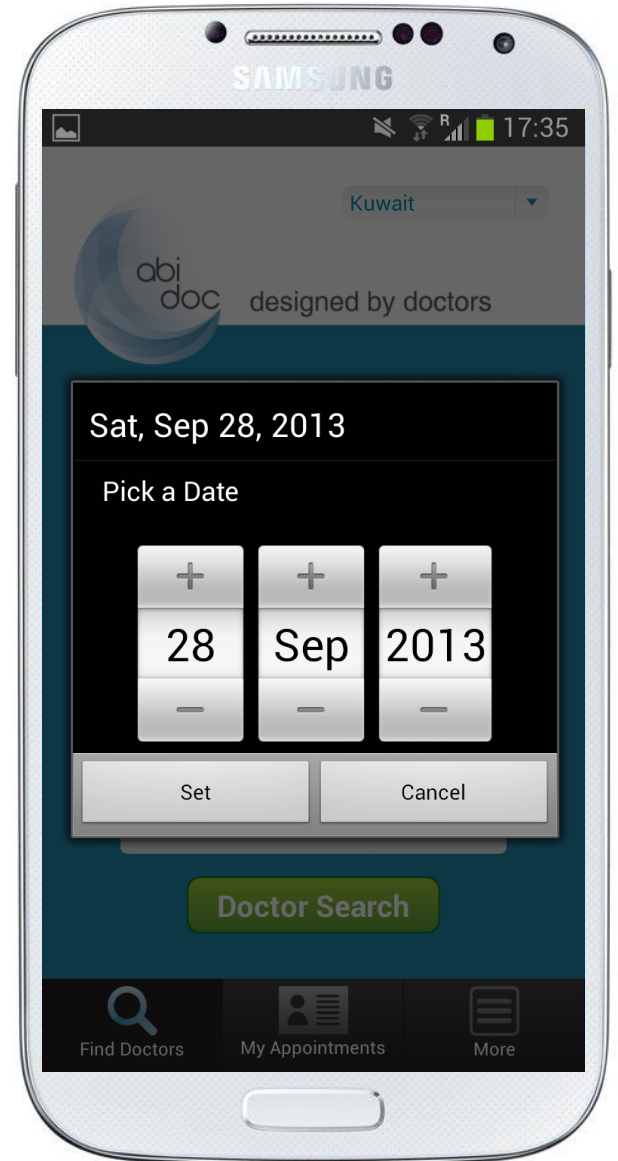 SAMSUNG
R 17:35
Kuwait
abi
doc
designed by doctors
Sat, Sep 28, 2013
Pick a Date
+ + +
28 Sep 2013
− − −
Set Cancel
Doctor Search
Find Doctors My Appointments More